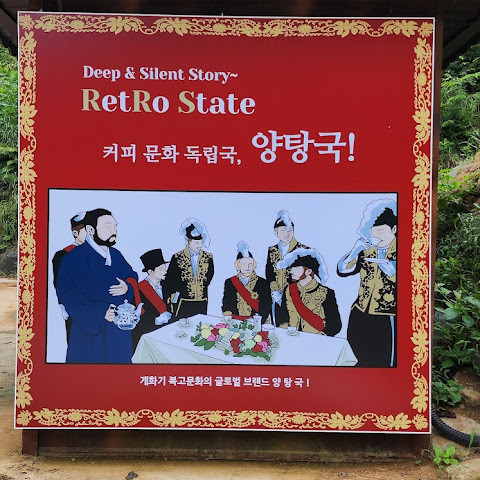 Deep & Silent Story~
RetRo State
커피 문화 독립국, 양탕국!
개화기 복고문화의 글로벌 브랜드 양 탕 국 !